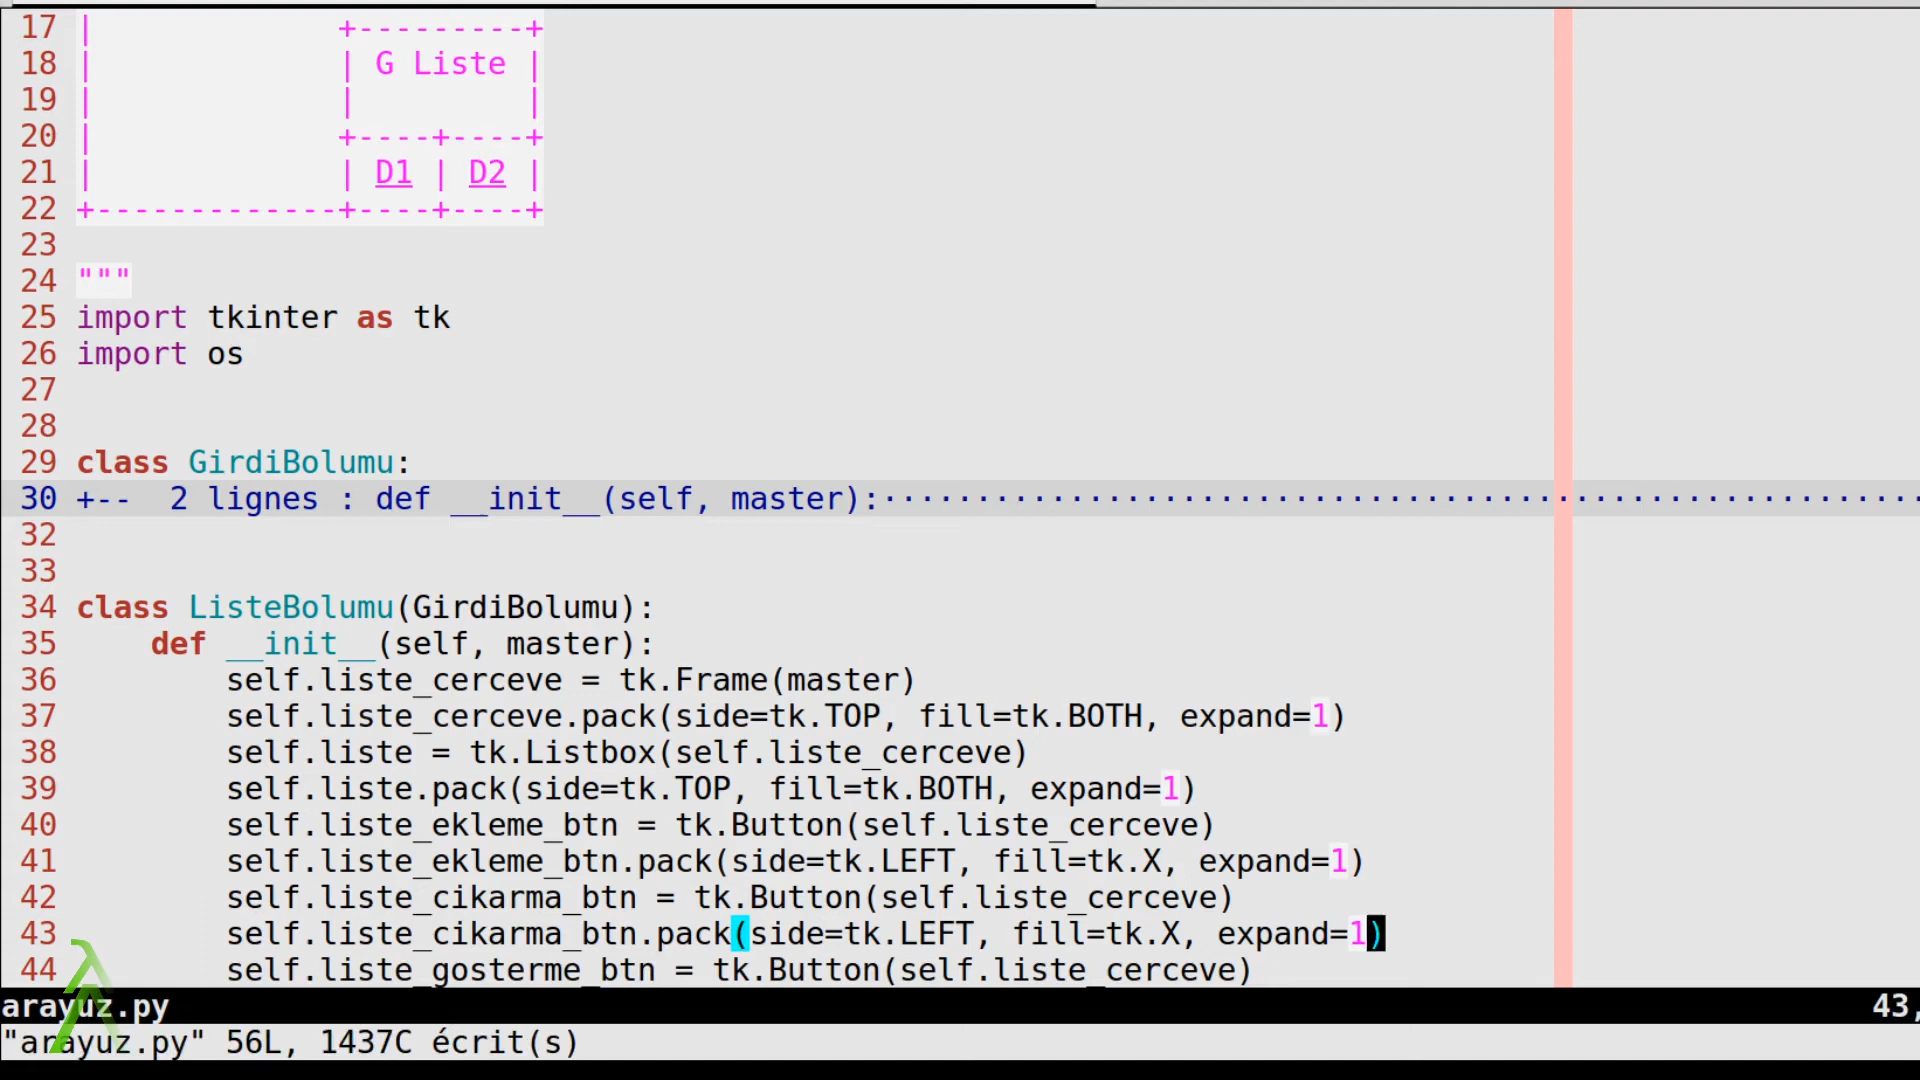 17 |             +---------+
18 |             | G Liste |
19 |             |         |
20 |             +----+----+
21 |             | D1 | D2 |
22 +-------------+----+----+
23
24 """
25 import tkinter as tk
26 import os
27
28
29 class GirdiBolumu:
30 +--  2 lignes : def __init__(self, master):·······················································
32
33
34 class ListeBolumu(GirdiBolumu):
35     def __init__(self, master):
36         self.liste_cerceve = tk.Frame(master)
37         self.liste_cerceve.pack(side=tk.TOP, fill=tk.BOTH, expand=1)
38         self.liste = tk.Listbox(self.liste_cerceve)
39         self.liste.pack(side=tk.TOP, fill=tk.BOTH, expand=1)
40         self.liste_ekleme_btn = tk.Button(self.liste_cerceve)
41         self.liste_ekleme_btn.pack(side=tk.LEFT, fill=tk.X, expand=1)
42         self.liste_cikarma_btn = tk.Button(self.liste_cerceve)
43         self.liste_cikarma_btn.pack(side=tk.LEFT, fill=tk.X, expand=1)
44         self.liste_gosterme_btn = tk.Button(self.liste_cerceve)
arayuz.py 43,
"arayuz.py" 56L, 1437C écrit(s)